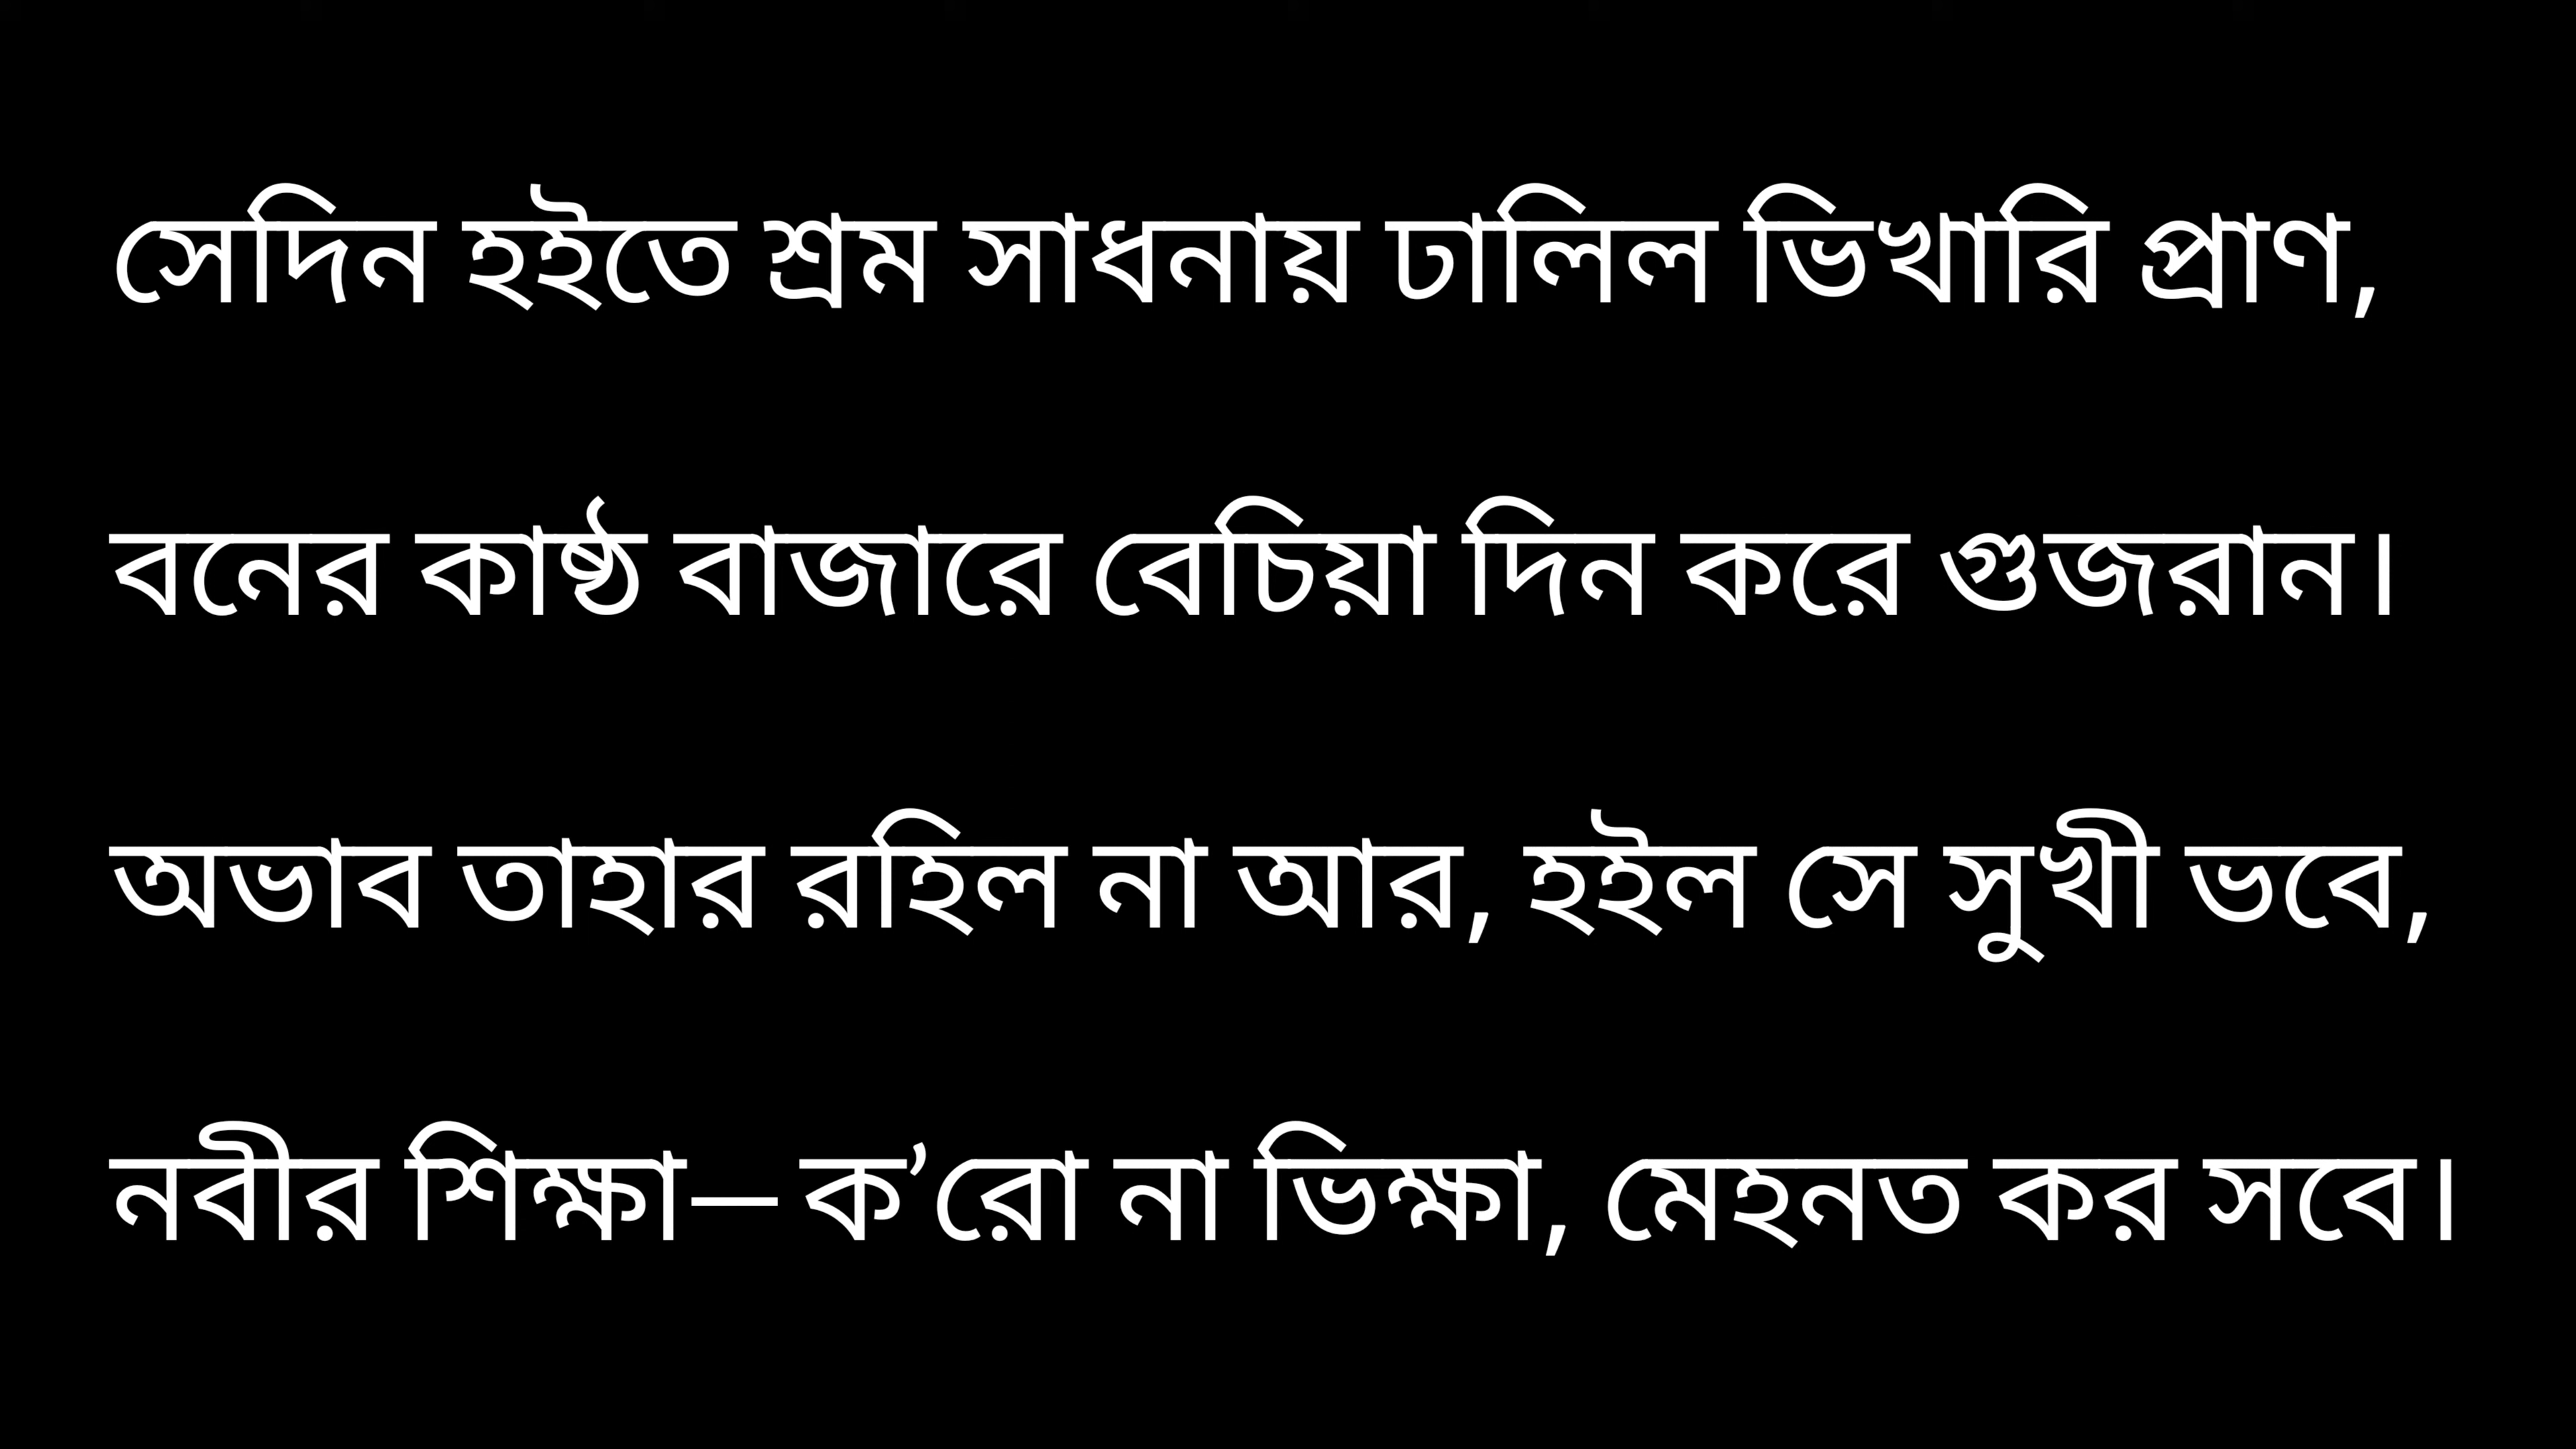 সেদিন হইতে শ্রম সাধনায় ঢালিল ভিখারি প্রাণ,
বনের কাষ্ঠ বাজারে বেচিয়া দিন করে গুজরান।
অভাব তাহার রহিল না আর, হইল সে সুখী ভবে,
নবীর শিক্ষা— ক’রো না ভিক্ষা, মেহনত কর সবে।